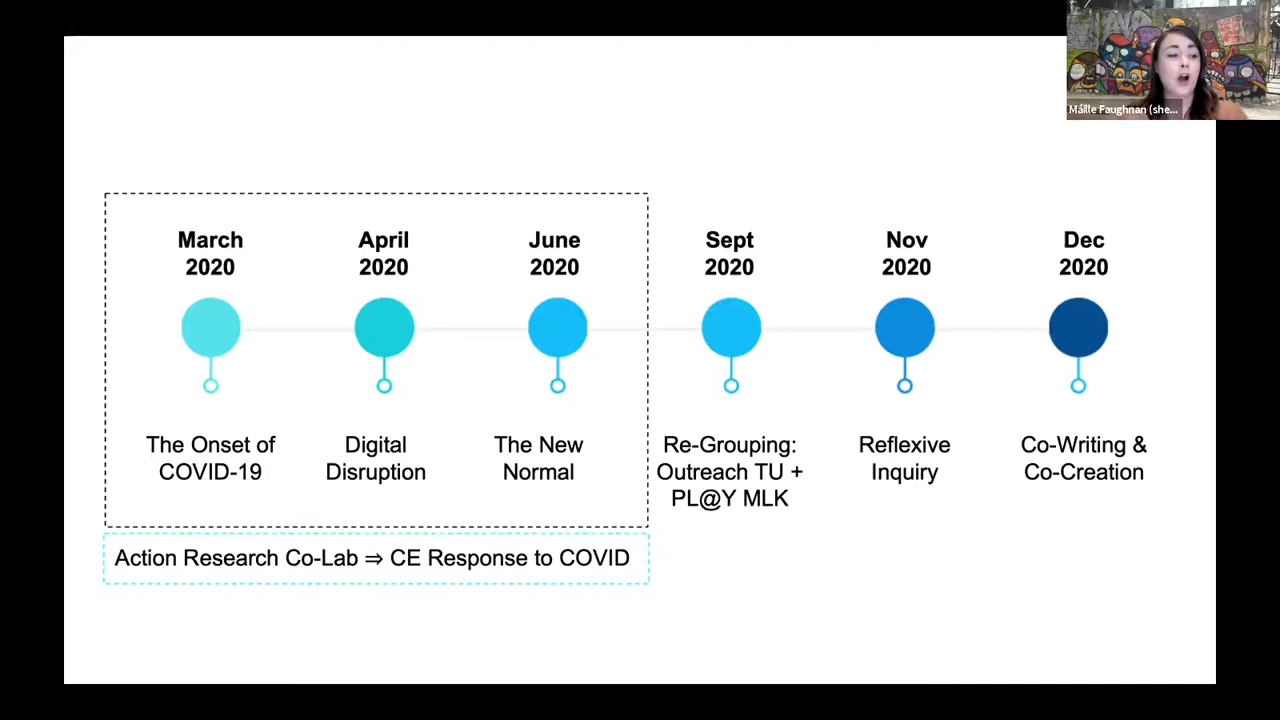 Máille Faughnan (she...
March
2020
April
2020
June
2020
Sept
2020
Nov
2020
Dec
2020
The Onset of
COVID-19
Digital
Disruption
The New
Normal
Re-Grouping:
Outreach TU +
PL@Y MLK
Reflexive
Inquiry
Co-Writing &
Co-Creation
Action Research Co-Lab ⇒ CE Response to COVID